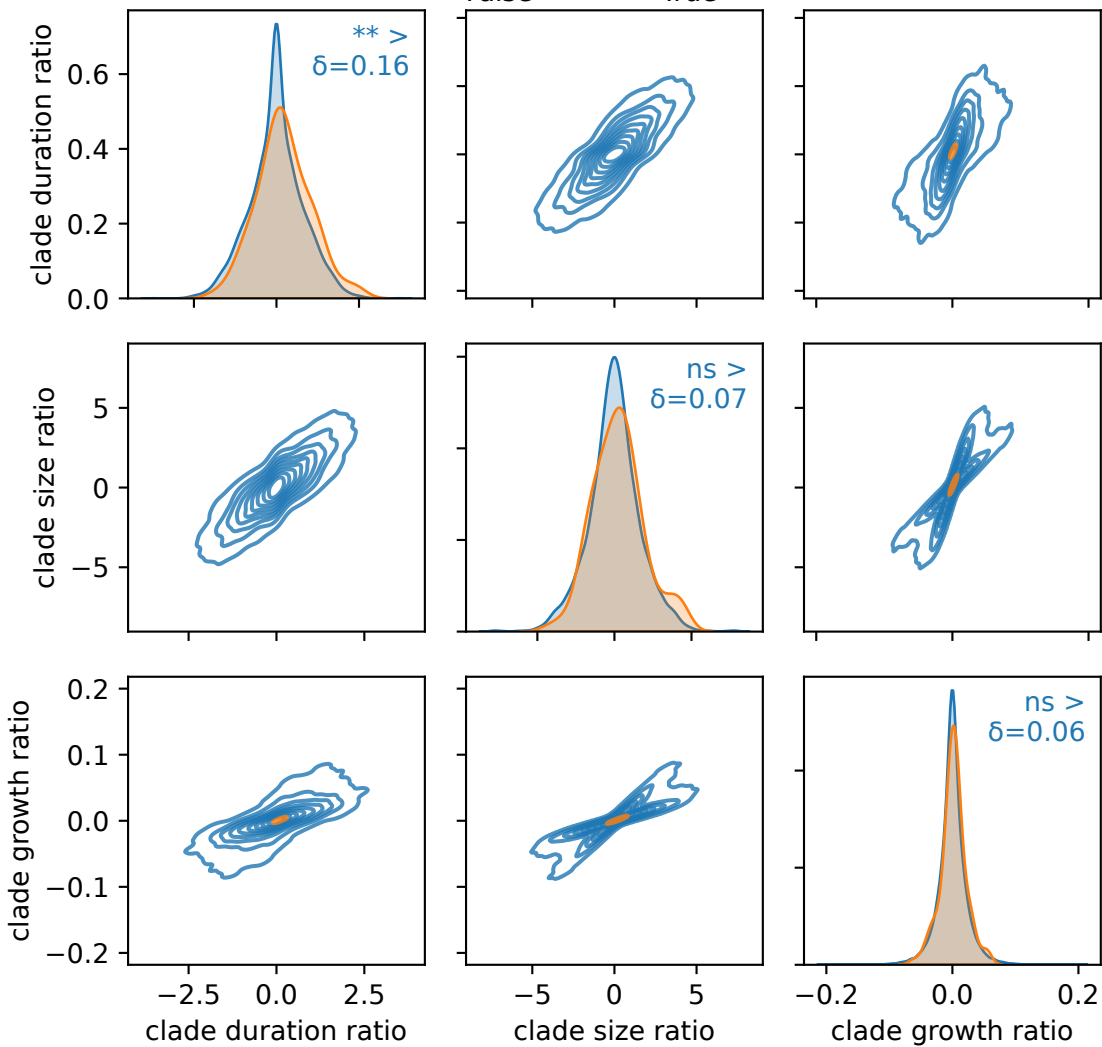 clade duration ratio
0.6
0.4
0.2
0.0
** >
δ=0.16
clade size ratio
5
0
−5
ns >
δ=0.07
clade growth ratio
0.2
0.1
0.0
−0.1
−0.2
ns >
δ=0.06
−2.5 0.0 2.5
−5 0 5
−0.2 0.0 0.2
clade duration ratio
clade size ratio
clade growth ratio